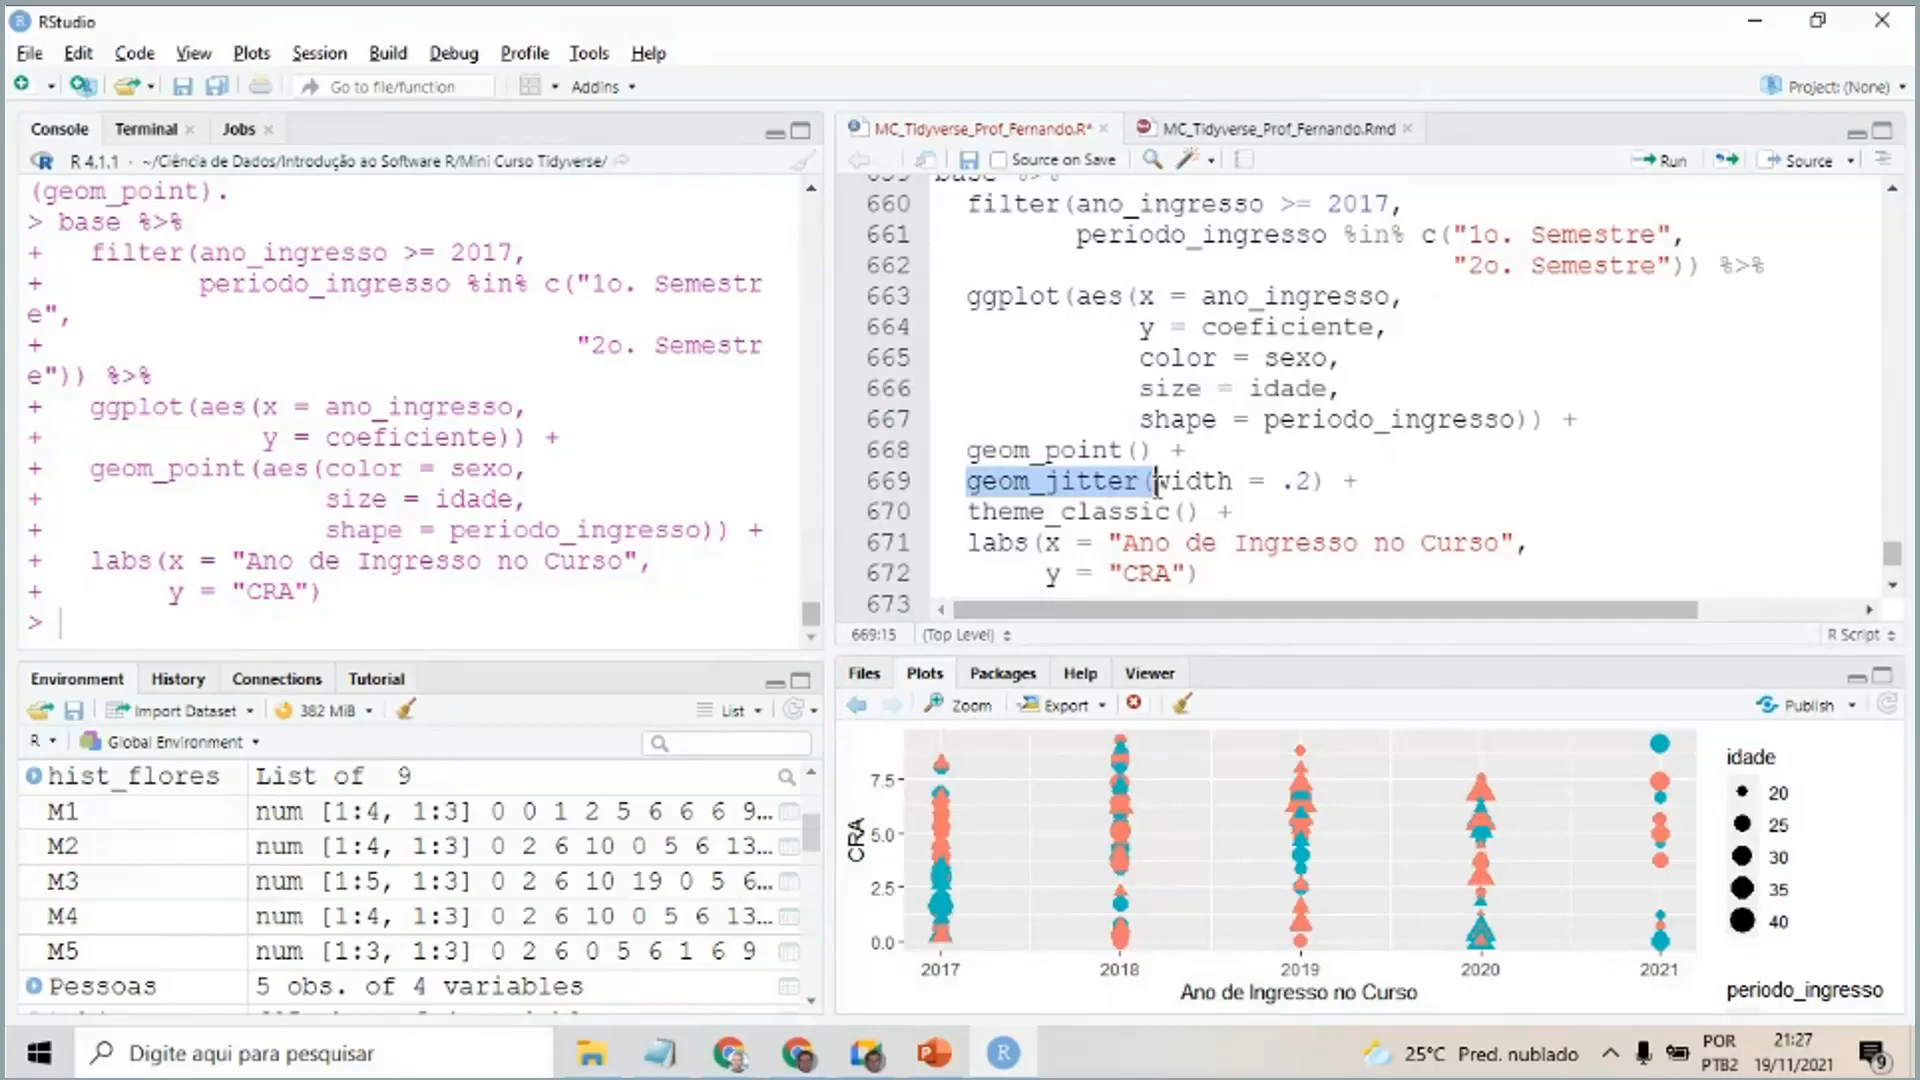 RStudio
File Edit Code View Plots Session Build Debug Profile Tools Help
Go to file/function Addins Project: (None)
Console Terminal Jobs
R 4.1.1 · ~/Ciência de Dados/Introdução ao Software R/Mini Curso Tidyverse/
(geom_point).
> base %>%
+ filter(ano_ingresso >= 2017,
+ periodo_ingresso %in% c("1o. Semestr
e",
+ "2o. Semestr
e")) %>%
+ ggplot(aes(x = ano_ingresso,
+ y = coeficiente)) +
+ geom_point(aes(color = sexo,
+ size = idade,
+ shape = periodo_ingresso)) +
+ labs(x = "Ano de Ingresso no Curso",
+ y = "CRA")
>
MC_Tidyverse_Prof_Fernando.R* MC_Tidyverse_Prof_Fernando.Rmd
Source on Save Run Source
659 base %>%
660 filter(ano_ingresso >= 2017,
661 periodo_ingresso %in% c("1o. Semestre",
662 "2o. Semestre")) %>%
663 ggplot(aes(x = ano_ingresso,
664 y = coeficiente,
665 color = sexo,
666 size = idade,
667 shape = periodo_ingresso)) +
668 geom_point() +
669 geom_jitter(width = .2) +
670 theme_classic() +
671 labs(x = "Ano de Ingresso no Curso",
672 y = "CRA")
673
669:15 (Top Level) R Script
Environment History Connections Tutorial
Import Dataset 382 MiB List
R Global Environment
hist_flores List of 9
M1 num [1:4, 1:3] 0 0 1 2 5 6 6 6 9...
M2 num [1:4, 1:3] 0 2 6 10 0 5 6 13...
M3 num [1:5, 1:3] 0 2 6 10 19 0 5 6...
M4 num [1:4, 1:3] 0 2 6 10 0 5 6 13...
M5 num [1:3, 1:3] 0 2 6 0 5 6 1 6 9
Pessoas 5 obs. of 4 variables
Files Plots Packages Help Viewer
Zoom Export Publish
CRA
7.5
5.0
2.5
0.0
2017 2018 2019 2020 2021
Ano de Ingresso no Curso
idade
20
25
30
35
40
periodo_ingresso
Digite aqui para pesquisar
25°C Pred. nublado
POR
PTB2
21:27
19/11/2021
9